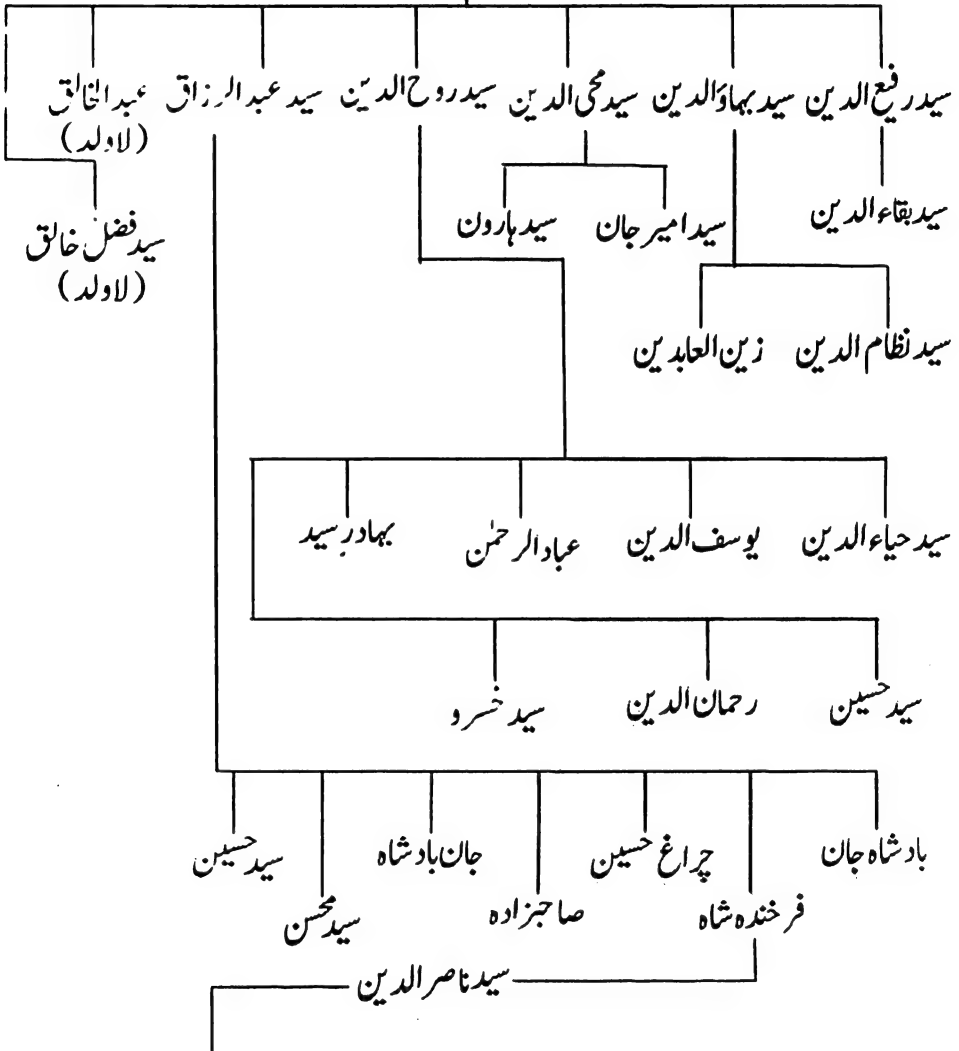 سید رفیع الدین سید بہاؤ الدین سید محی الدین سید روح الدین سید عبد الرزاق عبد الخالق
(لاولد)
سید بقاء الدین سید امیر جان سید ہارون سید فضل خالق
(لاولد)
سید نظام الدین زین العابدین
سید حیاء الدین یوسف الدین عباد الرحمٰن بہادر سید
سید حسین رحمان الدین سید خسرو
بادشاہ جان چراغ حسین جان بادشاہ سید حسین
فرخندہ شاہ صاحبزادہ سید محسن
سید ناصر الدین